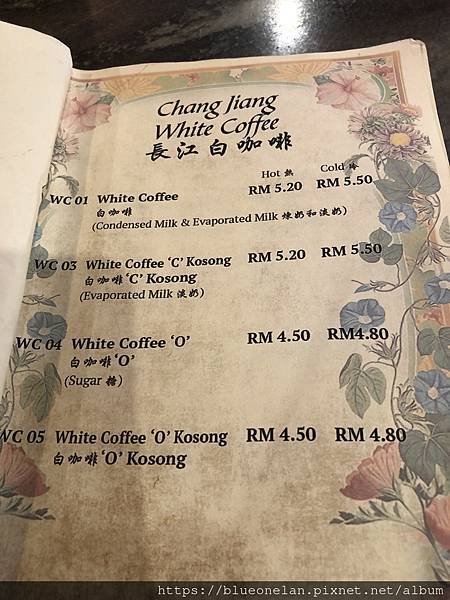 Chang Jiang
White Coffee
長江白咖啡
Hot 熱 Cold 冷
WC 01 White Coffee RM 5.20 RM 5.50
白咖啡
(Condensed Milk & Evaporated Milk 煉奶和淡奶)
WC 03 White Coffee ‘C’ Kosong RM 5.20 RM 5.50
白咖啡 ‘C’ Kosong
(Evaporated Milk 淡奶)
WC 04 White Coffee ‘O’ RM 4.50 RM4.80
白咖啡 ‘O’
(Sugar 糖)
WC 05 White Coffee ‘O’ Kosong RM 4.50 RM 4.80
白咖啡 ‘O’ Kosong
https://blueonelan.pixnet.net/album